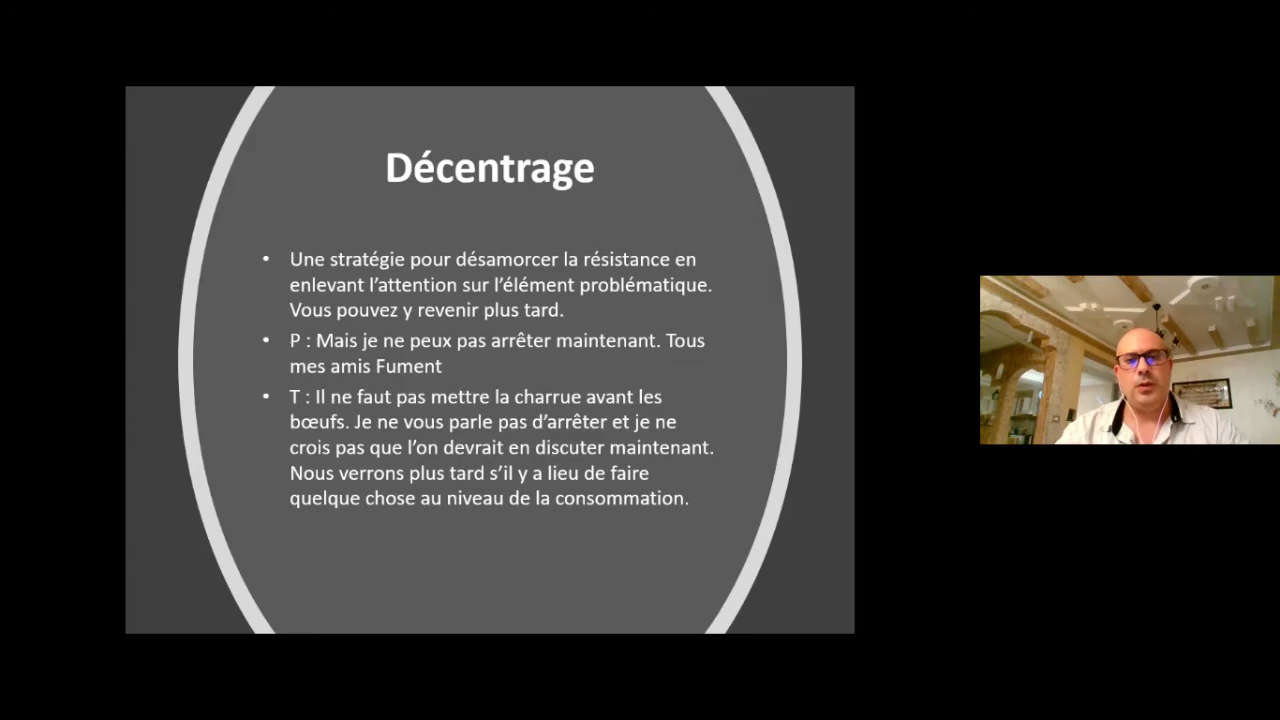 Décentrage
• Une stratégie pour désamorcer la résistance en
enlevant l’attention sur l’élément problématique.
Vous pouvez y revenir plus tard.
• P : Mais je ne peux pas arrêter maintenant. Tous
mes amis Fument
• T : Il ne faut pas mettre la charrue avant les
bœufs. Je ne vous parle pas d’arrêter et je ne
crois pas que l’on devrait en discuter maintenant.
Nous verrons plus tard s’il y a lieu de faire
quelque chose au niveau de la consommation.